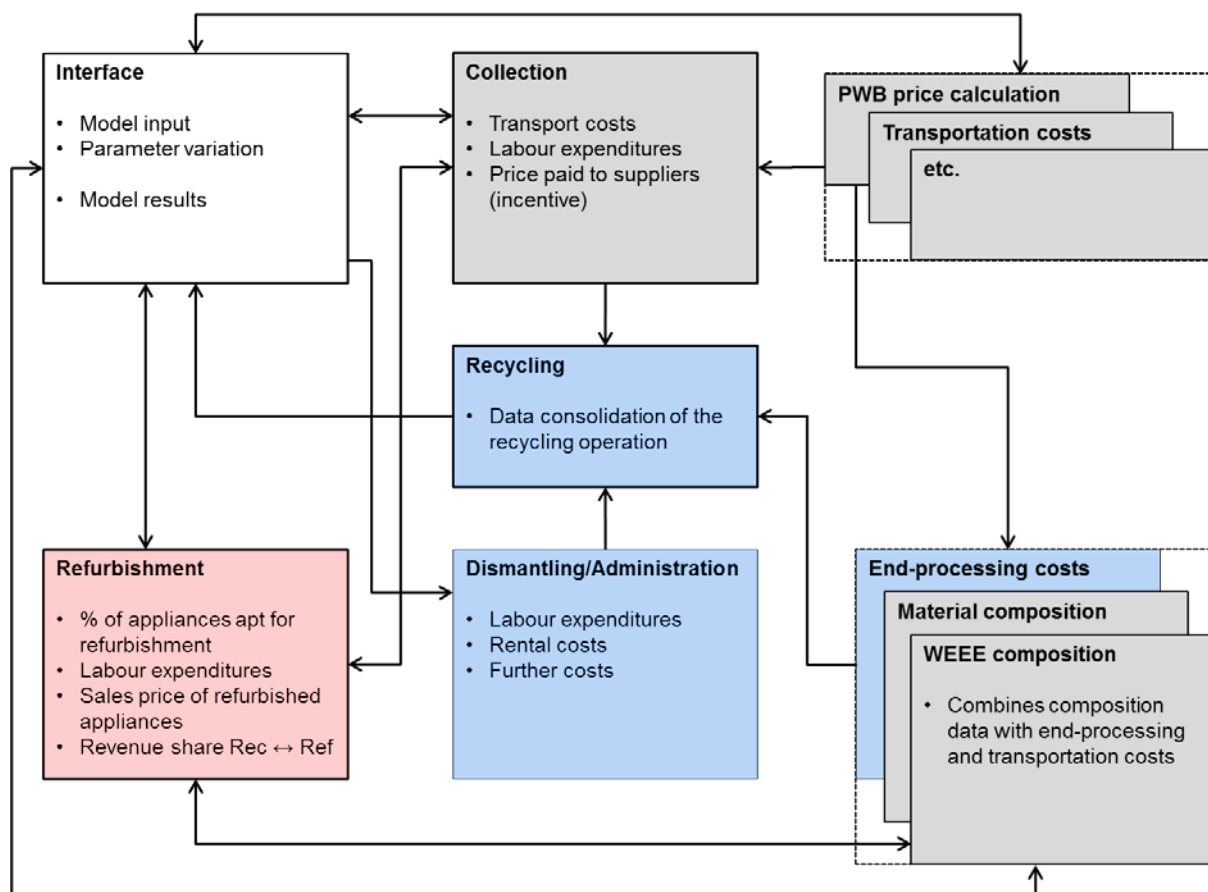 Interface
• Model input
• Parameter variation
• Model results
Collection
• Transport costs
• Labour expenditures
• Price paid to suppliers
(incentive)
PWB price calculation
Transportation costs
etc.
Recycling
• Data consolidation of the
recycling operation
Refurbishment
• % of appliances apt for
refurbishment
• Labour expenditures
• Sales price of refurbished
appliances
• Revenue share Rec ↔ Ref
Dismantling/Administration
• Labour expenditures
• Rental costs
• Further costs
End-processing costs
Material composition
WEEE composition
• Combines composition
data with end-processing
and transportation costs